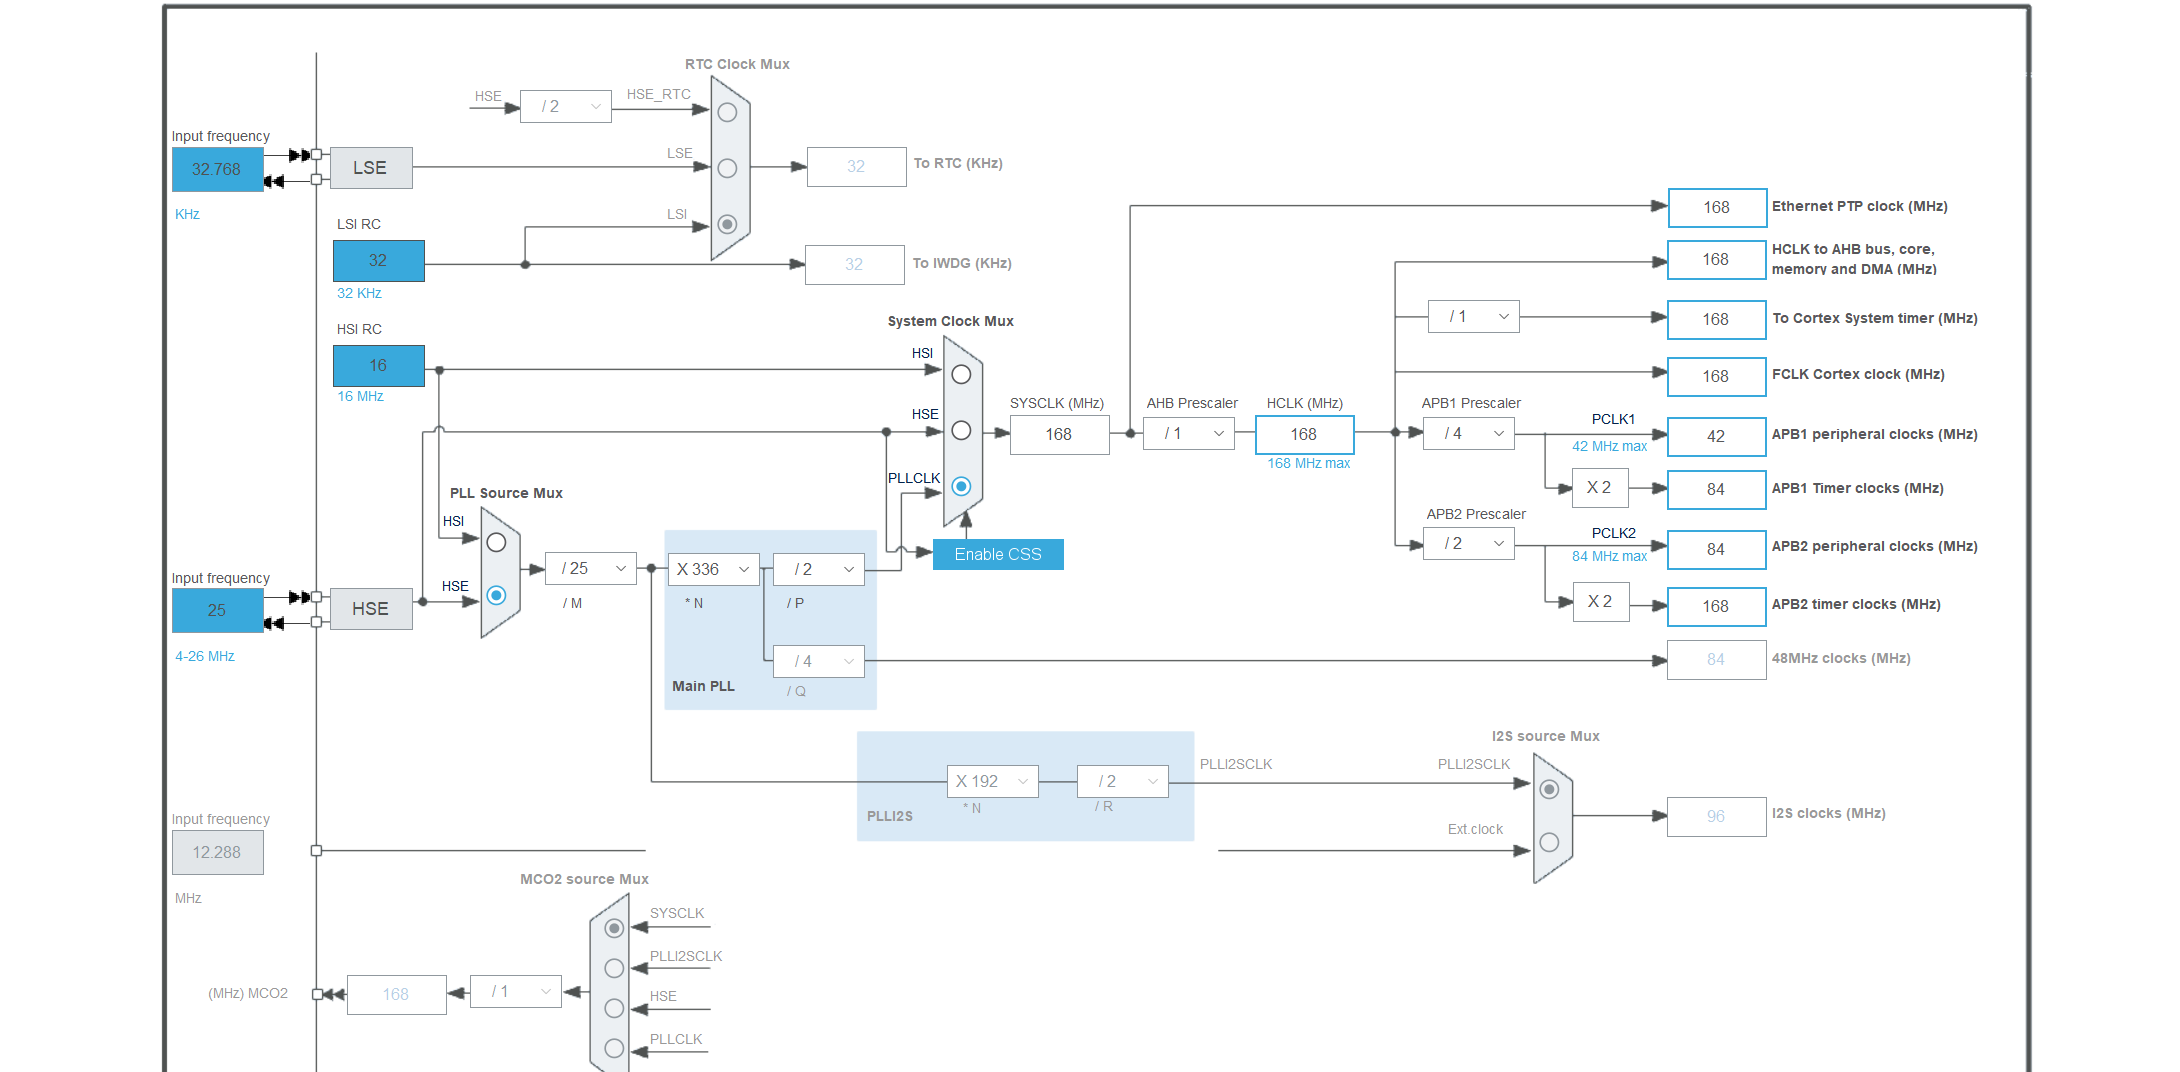 RTC Clock Mux
HSE
/ 2
HSE_RTC
Input frequency
32.768
KHz
LSE
LSE
32
To RTC (KHz)
LSI RC
LSI
32
32 KHz
32
To IWDG (KHz)
HSI RC
16
16 MHz
System Clock Mux
HSI
HSE
PLLCLK
Enable CSS
SYSCLK (MHz)
168
AHB Prescaler
/ 1
HCLK (MHz)
168
168 MHz max
168
Ethernet PTP clock (MHz)
168
HCLK to AHB bus, core,
memory and DMA (MHz)
/ 1
168
To Cortex System timer (MHz)
168
FCLK Cortex clock (MHz)
APB1 Prescaler
/ 4
PCLK1
42 MHz max
42
APB1 peripheral clocks (MHz)
X 2
84
APB1 Timer clocks (MHz)
APB2 Prescaler
/ 2
PCLK2
84 MHz max
84
APB2 peripheral clocks (MHz)
X 2
168
APB2 timer clocks (MHz)
84
48MHz clocks (MHz)
PLL Source Mux
HSI
HSE
Input frequency
25
4-26 MHz
HSE
/ 25
/ M
X 336
* N
/ 2
/ P
/ 4
/ Q
Main PLL
X 192
* N
/ 2
/ R
PLLI2S
PLLI2SCLK
I2S source Mux
PLLI2SCLK
Ext.clock
96
I2S clocks (MHz)
Input frequency
12.288
MHz
MCO2 source Mux
SYSCLK
PLLI2SCLK
HSE
PLLCLK
(MHz) MCO2
168
/ 1